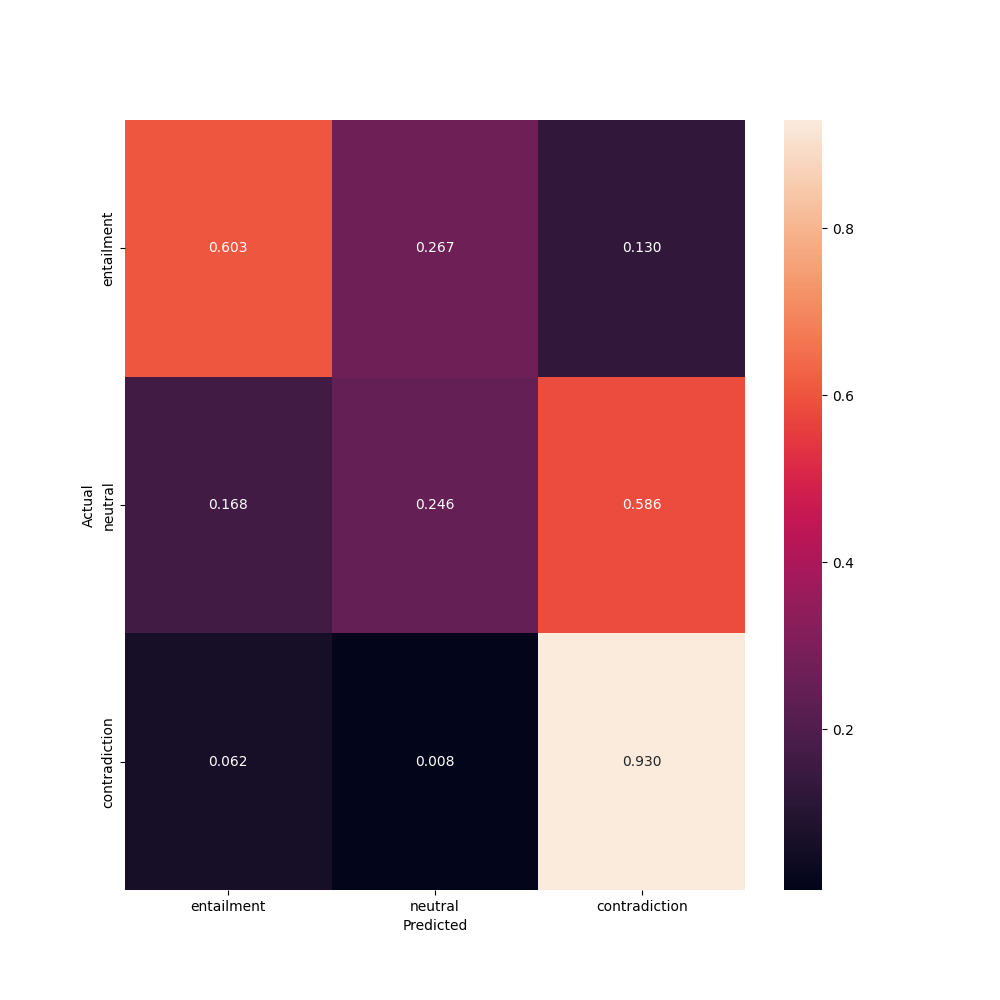 entailment
0.603 0.267 0.130
0.8
0.6
Actual
neutral
0.168 0.246 0.586
0.4
contradiction
0.062 0.008 0.930
0.2
entailment neutral contradiction
Predicted